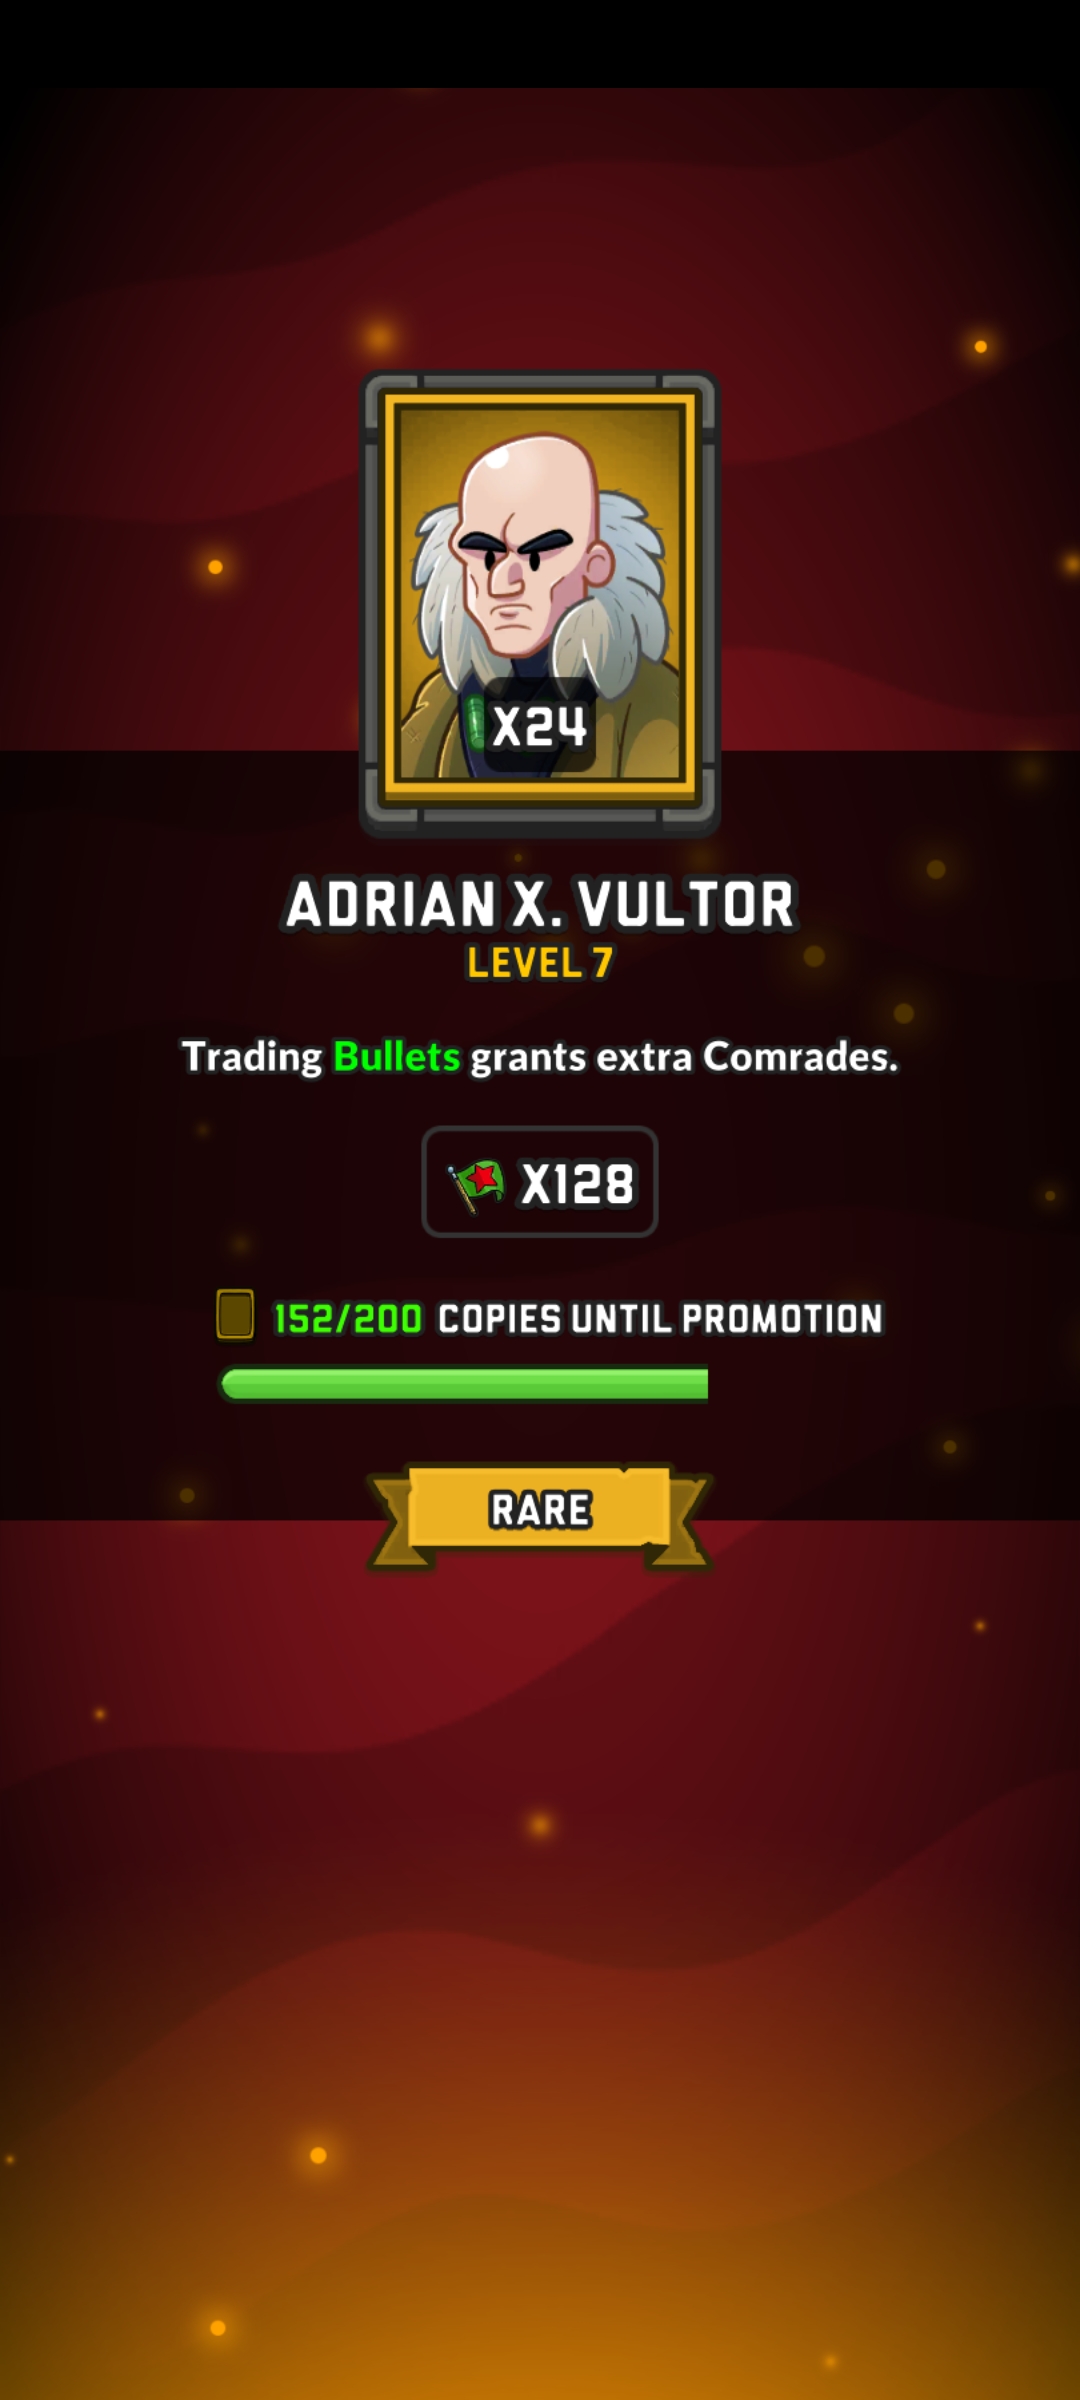 X24
ADRIAN X. VULTOR
LEVEL 7
Trading Bullets grants extra Comrades.
X128
152/200 COPIES UNTIL PROMOTION
RARE